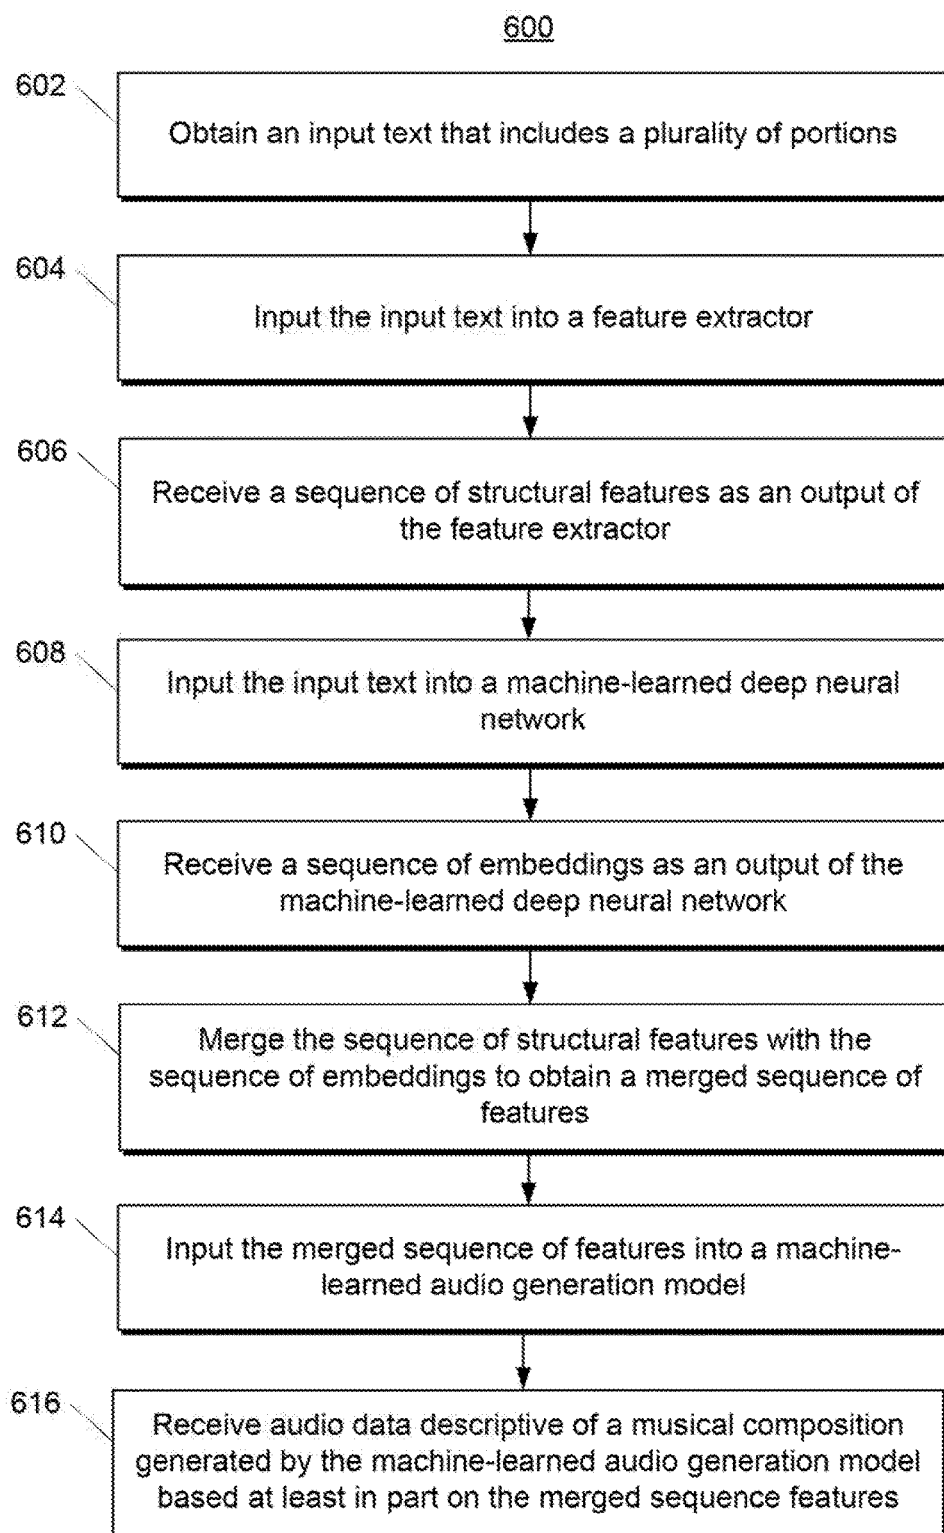 600
602
Obtain an input text that includes a plurality of portions
604
Input the input text into a feature extractor
606
Receive a sequence of structural features as an output of
the feature extractor
608
Input the input text into a machine-learned deep neural
network
610
Receive a sequence of embeddings as an output of the
machine-learned deep neural network
612
Merge the sequence of structural features with the
sequence of embeddings to obtain a merged sequence of
features
614
Input the merged sequence of features into a machine-
learned audio generation model
616
Receive audio data descriptive of a musical composition
generated by the machine-learned audio generation model
based at least in part on the merged sequence features